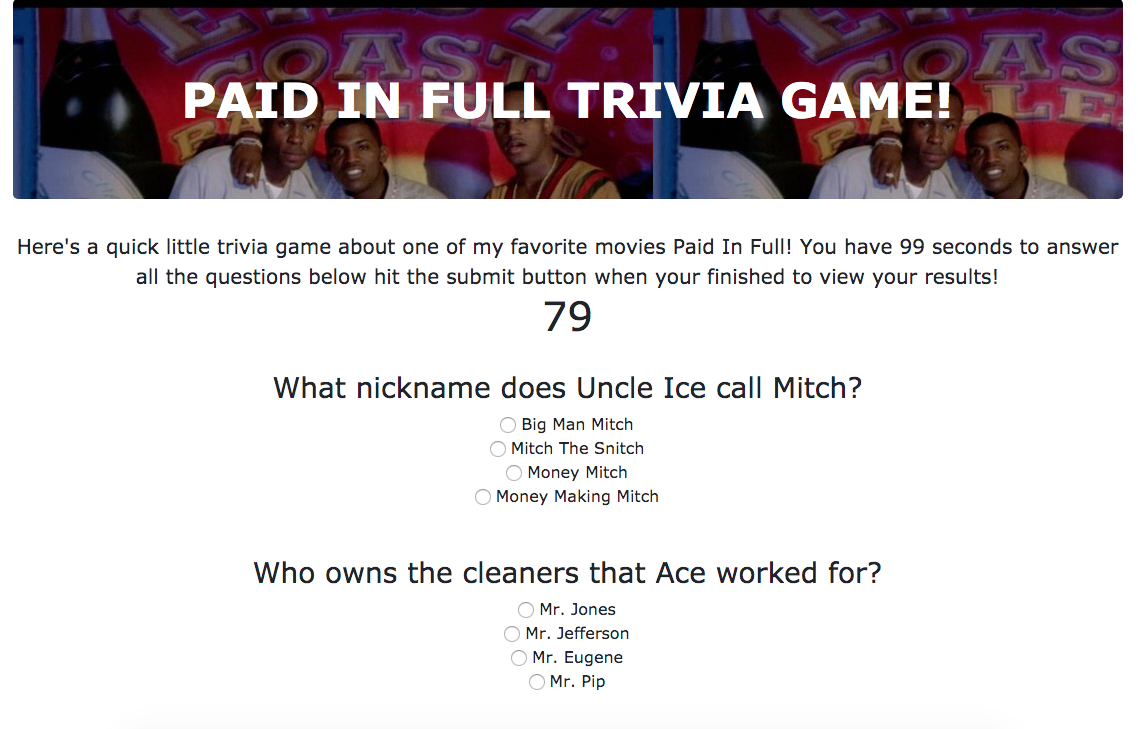 PAID IN FULL TRIVIA GAME!
Here's a quick little trivia game about one of my favorite movies Paid In Full! You have 99 seconds to answer
all the questions below hit the submit button when your finished to view your results!
79
What nickname does Uncle Ice call Mitch?
Big Man Mitch
Mitch The Snitch
Money Mitch
Money Making Mitch
Who owns the cleaners that Ace worked for?
Mr. Jones
Mr. Jefferson
Mr. Eugene
Mr. Pip